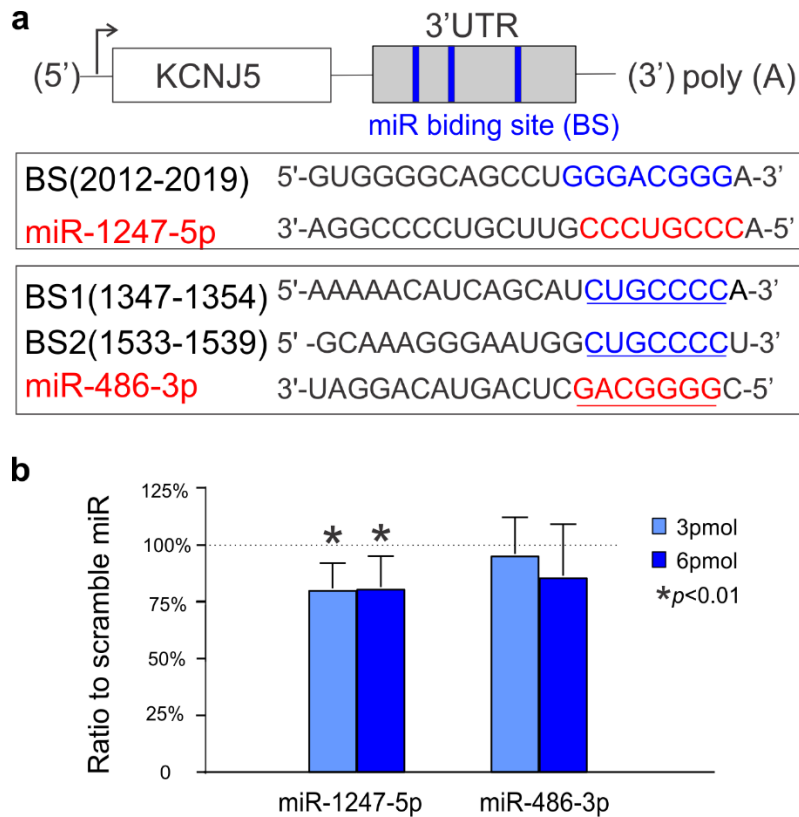 a
3'UTR
(5') KCNJ5 (3') poly (A)
miR biding site (BS)
BS(2012-2019) 5'-GUGGGGCAGCCUGGGACGGGA-3'
miR-1247-5p 3'-AGGCCCCUGCUUGCCCUGCCCA-5'
BS1(1347-1354) 5'-AAAAACAUCAGCAUCUGCCCCA-3'
BS2(1533-1539) 5' -GCAAAGGGAAUGGCUGCCCCU-3'
miR-486-3p 3'-UAGGACAUGACUCGACGGGGC-5'
b
Ratio to scramble miR
125%
100%
75%
50%
25%
0
* *
3pmol
6pmol
*p<0.01
miR-1247-5p miR-486-3p